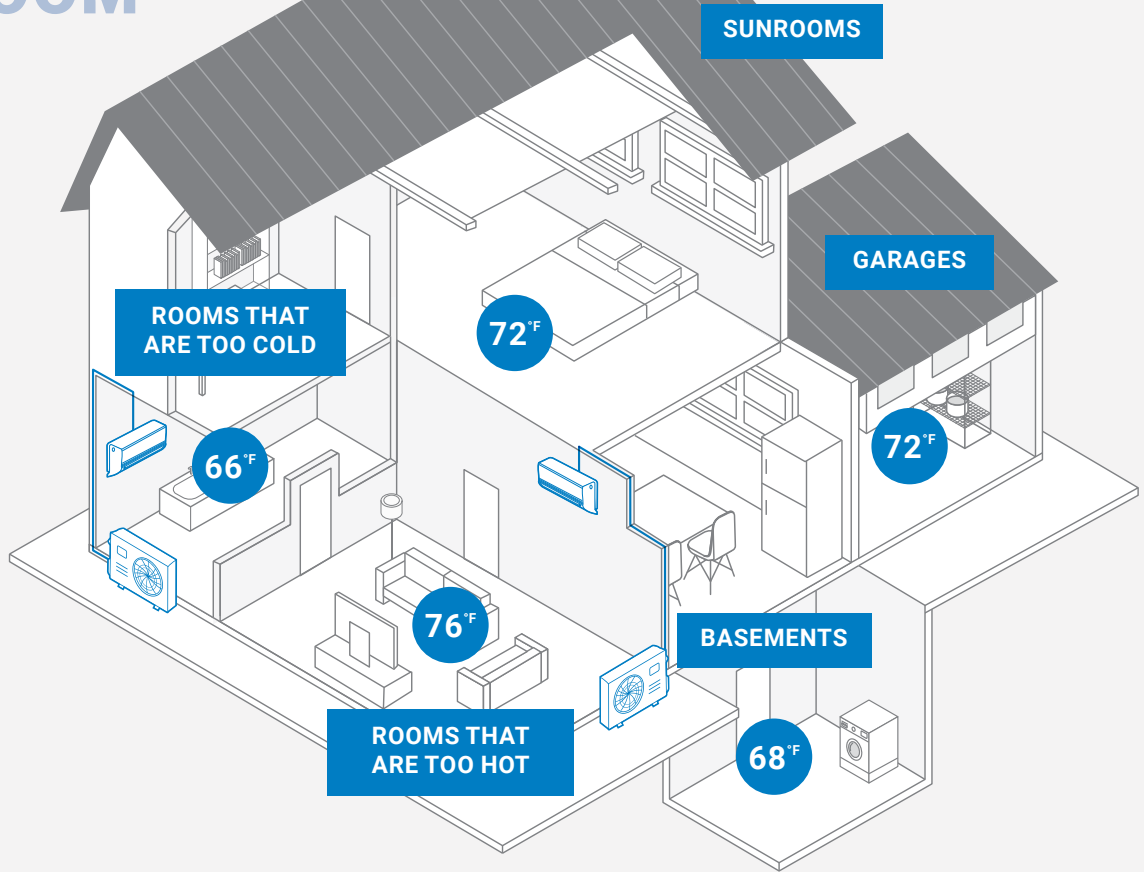 SUNROOMS
GARAGES
ROOMS THAT
ARE TOO COLD
72°F
72°F
66°F
76°F
BASEMENTS
ROOMS THAT
ARE TOO HOT
68°F